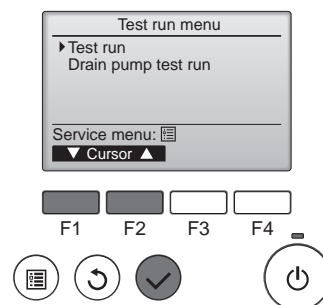 Test run menu
Test run
Drain pump test run
Service menu:
▼ Cursor ▲
F1 F2 F3 F4